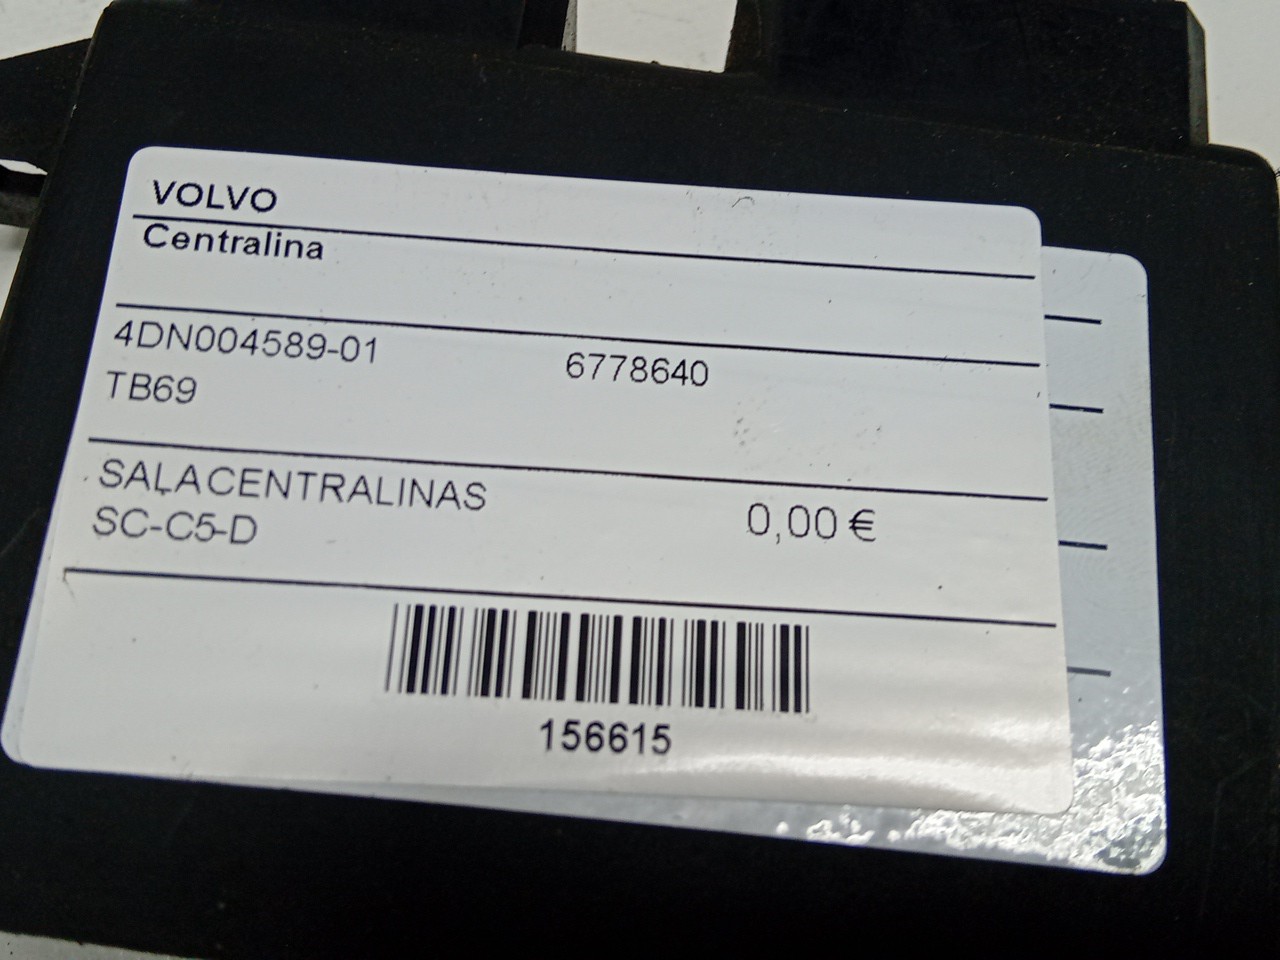 VOLVO
Centralina
4DN004589-01 6778640
TB69
SALACENTRALINAS
SC-C5-D 0,00 €
156615